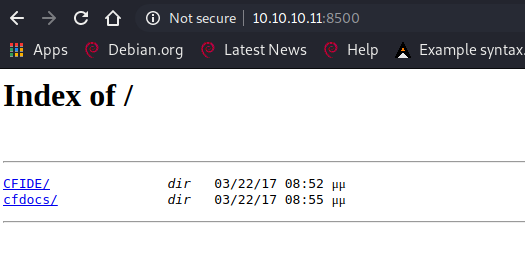 Not secure | 10.10.10.11:8500
Apps Debian.org Latest News Help Example syntax.
Index of /
CFIDE/ dir 03/22/17 08:52 μμ
cfdocs/ dir 03/22/17 08:55 μμ